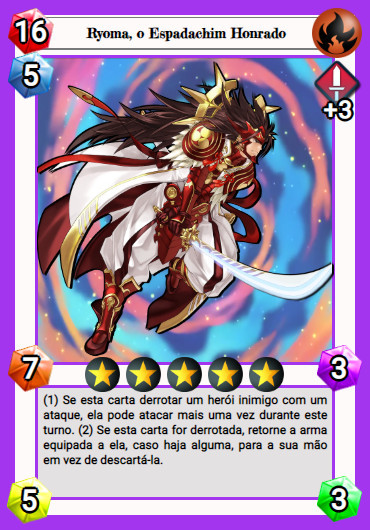 16
Ryoma, o Espadachim Honrado
5
+3
7
3
(1) Se esta carta derrotar um herói inimigo com um
ataque, ela pode atacar mais uma vez durante este
turno. (2) Se esta carta for derrotada, retorne a arma
equipada a ela, caso haja alguma, para a sua mão
em vez de descartá-la.
5
3